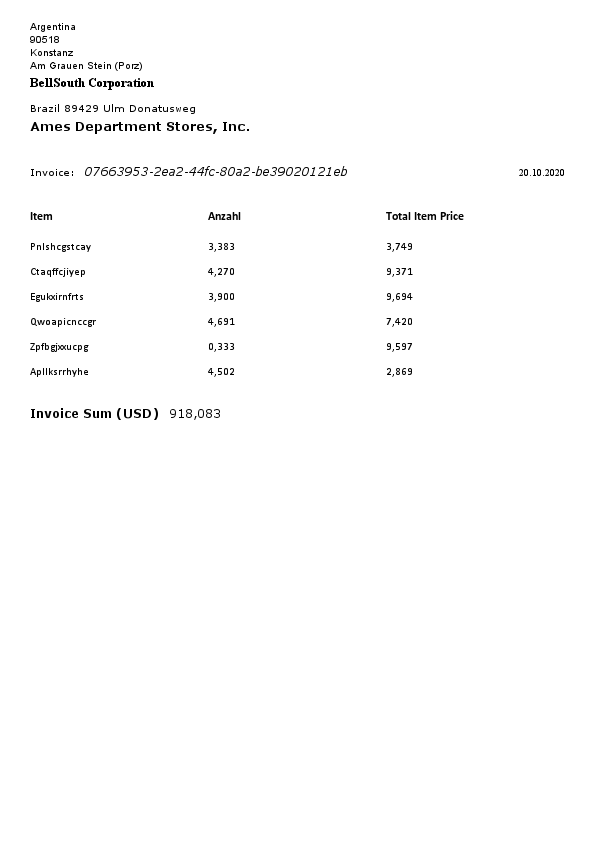 Argentina
90518
Konstanz
Am Grauen Stein (Porz)
BellSouth Corporation
Brazil 89429 Ulm Donatusweg
Ames Department Stores, Inc.
Invoice: 07663953-2ea2-44fc-80a2-be39020121eb 20.10.2020
Item Anzahl Total Item Price
Pnlshcgstcay 3,383 3,749
Ctaqffcjiyep 4,270 9,371
Egukxirnfrts 3,900 9,694
Qwoapicnccgr 4,691 7,420
Zpfbgjxxucpg 0,333 9,597
Apllksrrhyhe 4,502 2,869
Invoice Sum (USD) 918,083